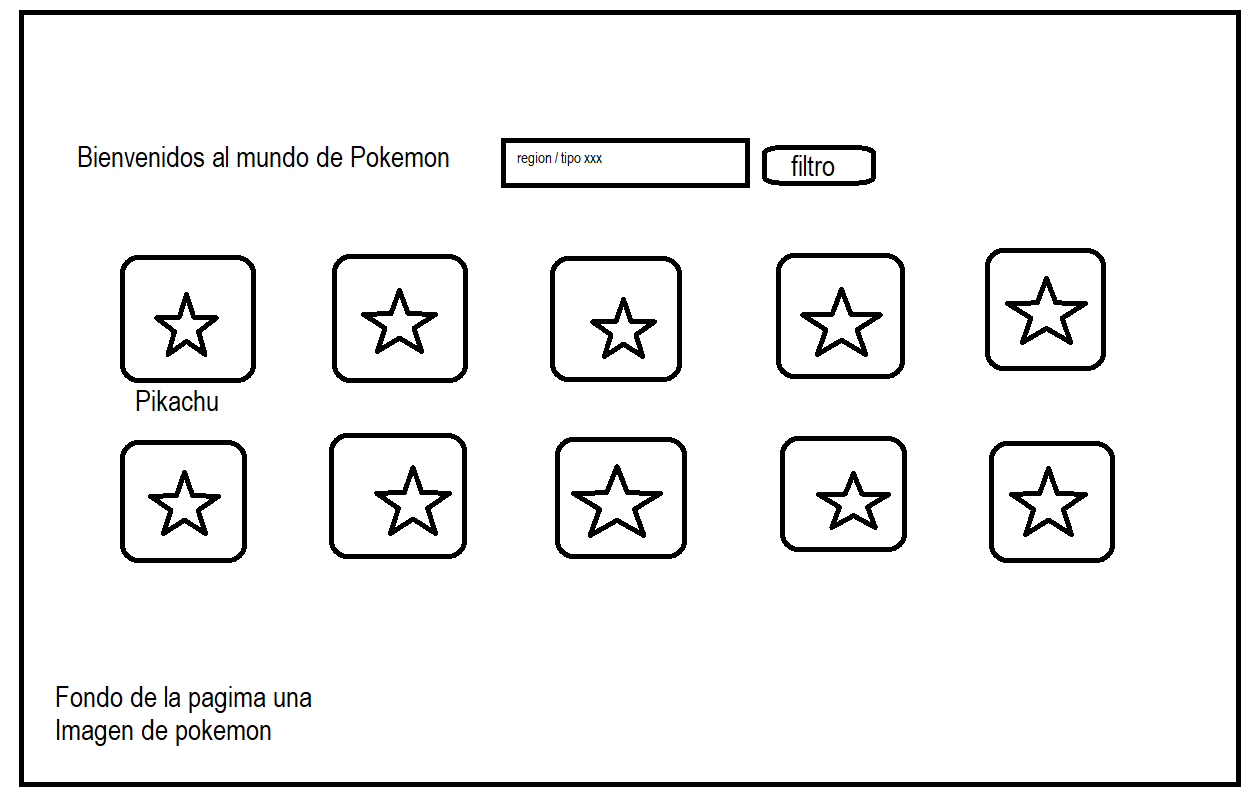 Bienvenidos al mundo de Pokemon
region / tipo xxx
filtro
Pikachu
Fondo de la pagima una
Imagen de pokemon